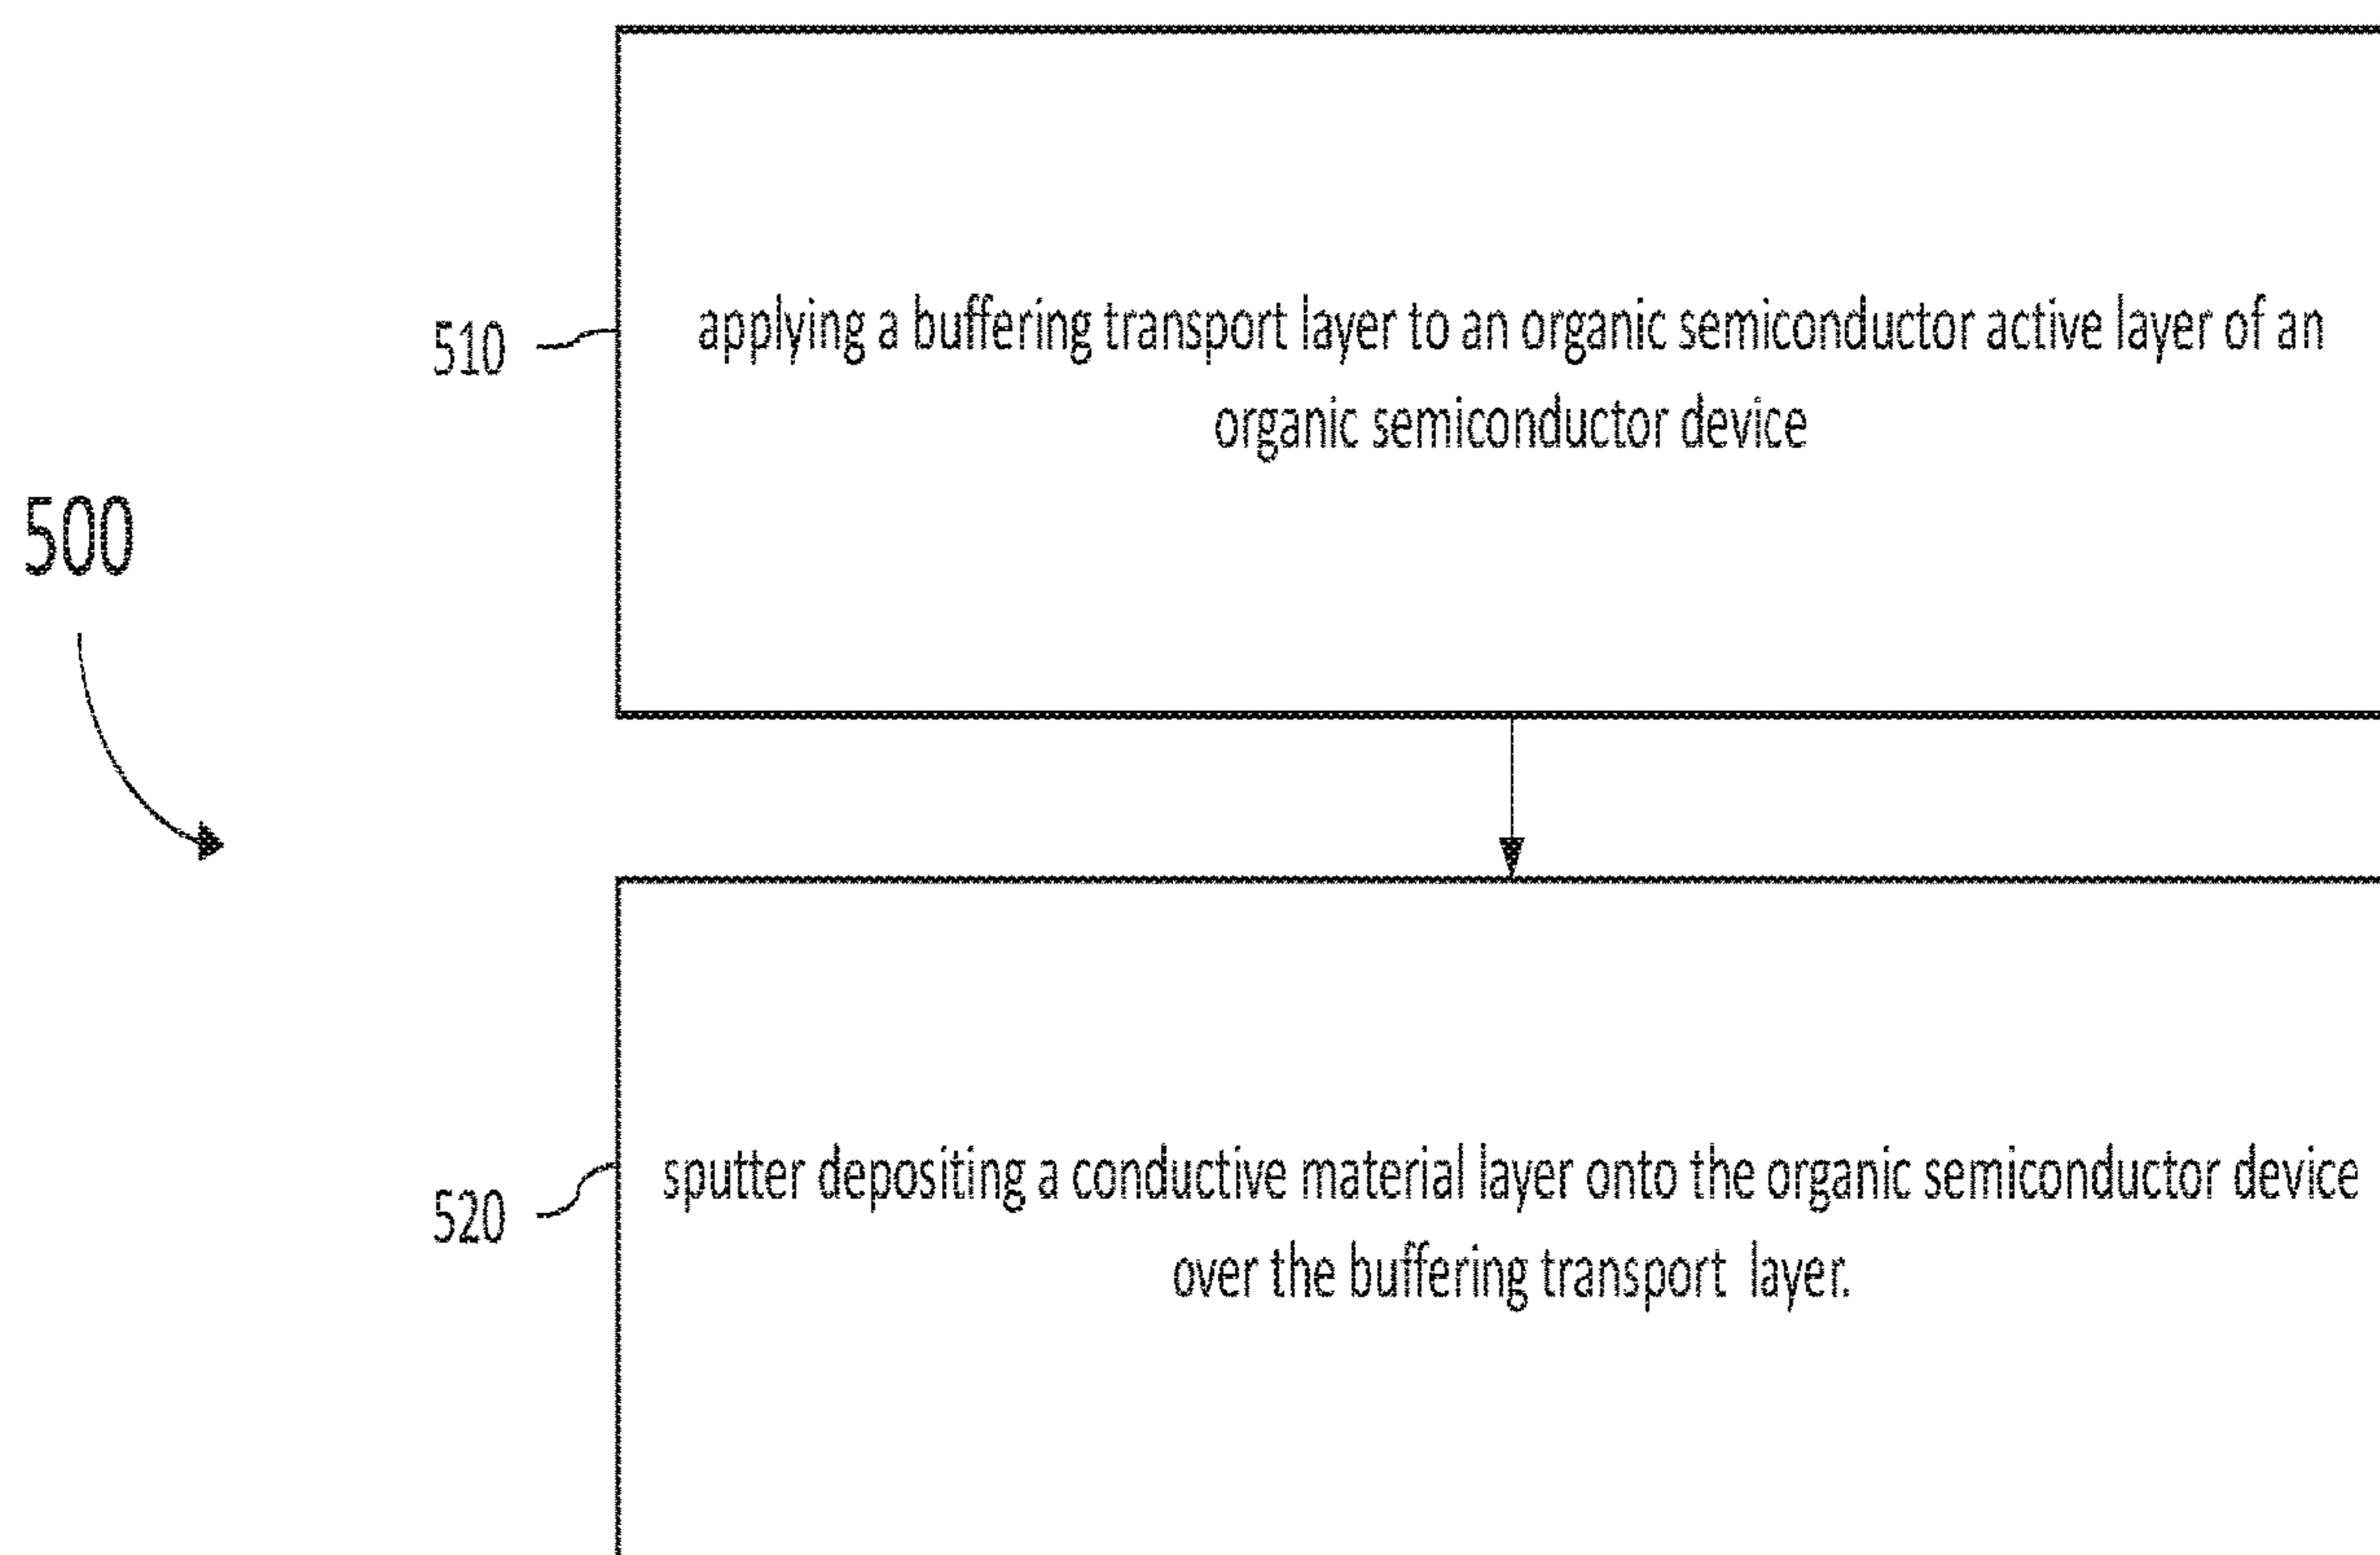 510
applying a buffering transport layer to an organic semiconductor active layer of an
organic semiconductor device
500
520
sputter depositing a conductive material layer onto the organic semiconductor device
over the buffering transport layer.